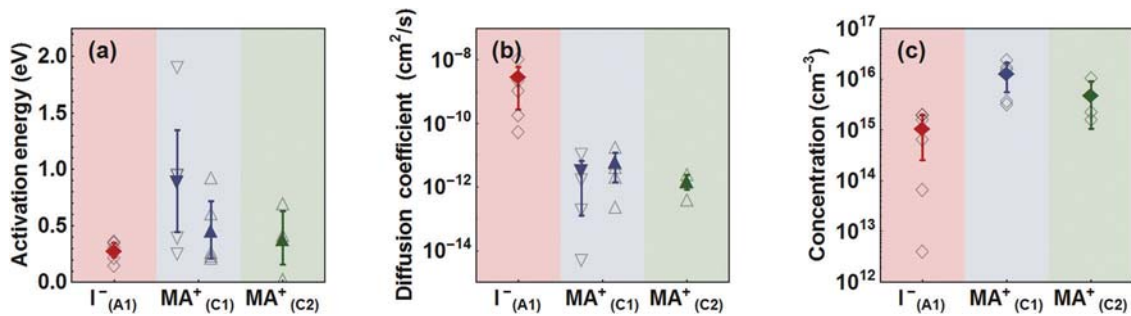 (a)
Activation energy (eV)
2.0
1.5
1.0
0.5
0.0
I⁻(A1) MA⁺(C1) MA⁺(C2)
(b)
Diffusion coefficient (cm²/s)
10⁻⁸
10⁻¹⁰
10⁻¹²
10⁻¹⁴
I⁻(A1) MA⁺(C1) MA⁺(C2)
(c)
Concentration (cm⁻³)
10¹⁷
10¹⁶
10¹⁵
10¹⁴
10¹³
10¹²
I⁻(A1) MA⁺(C1) MA⁺(C2)